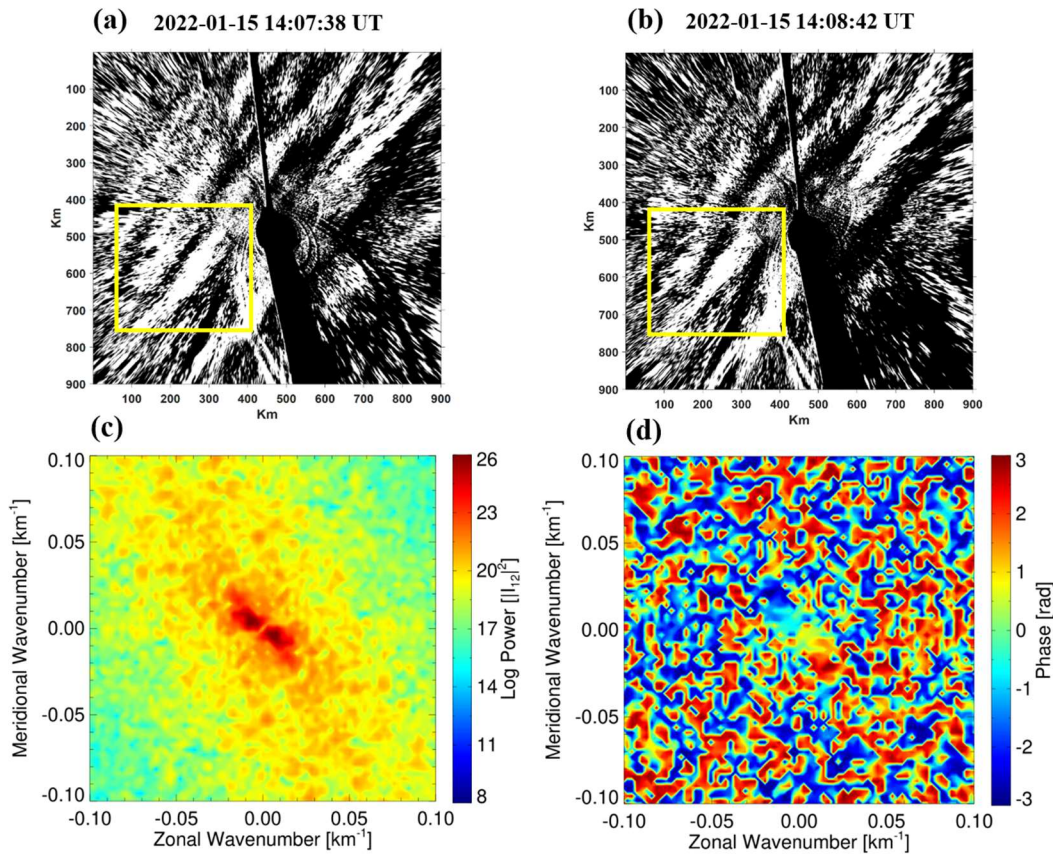 (a) 2022-01-15 14:07:38 UT
100
200
300
400
500
600
700
800
900
Km
100 200 300 400 500 600 700 800 900
Km
(b) 2022-01-15 14:08:42 UT
100
200
300
400
500
600
700
800
900
Km
100 200 300 400 500 600 700 800 900
Km
(c)
0.10
0.05
0.00
-0.05
-0.10
Meridional Wavenumber [km-1]
-0.10 -0.05 0.00 0.05 0.10
Zonal Wavenumber [km-1]
26
23
20
17
14
11
8
Log Power [|I12|2]
(d)
0.10
0.05
0.00
-0.05
-0.10
Meridional Wavenumber [km-1]
-0.10 -0.05 0.00 0.05 0.10
Zonal Wavenumber [km-1]
3
2
1
0
-1
-2
-3
Phase [rad]